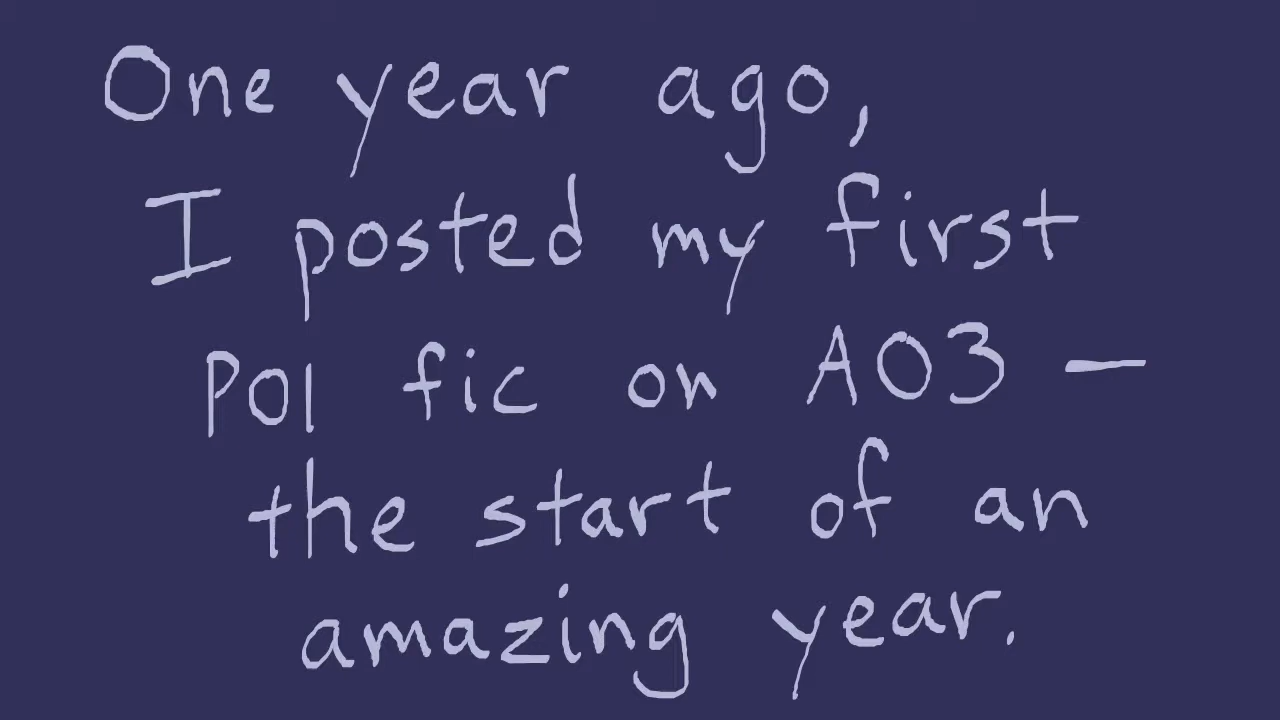 One year ago,
I posted my first
POI fic on AO3 —
the start of an
amazing year.